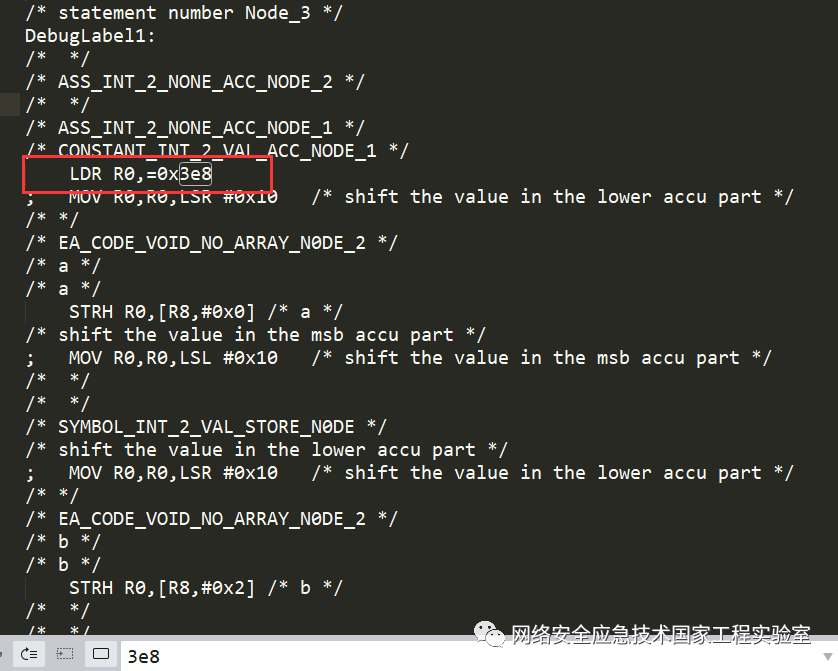 /* statement number Node_3 */
DebugLabel1:
/*  */
/* ASS_INT_2_NONE_ACC_NODE_2 */
/*  */
/* ASS_INT_2_NONE_ACC_NODE_1 */
/* CONSTANT_INT_2_VAL_ACC_NODE_1 */
    LDR R0,=0x3e8
;   MOV R0,R0,LSR #0x10   /* shift the value in the lower accu part */
/* */
/* EA_CODE_VOID_NO_ARRAY_N0DE_2 */
/* a */
/* a */
    STRH R0,[R8,#0x0] /* a */
/* shift the value in the msb accu part */
;   MOV R0,R0,LSL #0x10   /* shift the value in the msb accu part */
/*  */
/*  */
/* SYMBOL_INT_2_VAL_STORE_N0DE */
/* shift the value in the lower accu part */
;   MOV R0,R0,LSR #0x10   /* shift the value in the lower accu part */
/* */
/* EA_CODE_VOID_NO_ARRAY_N0DE_2 */
/* b */
/* b */
    STRH R0,[R8,#0x2] /* b */
/*  */
/*  */
网络安全应急技术国家工程实验室
3e8